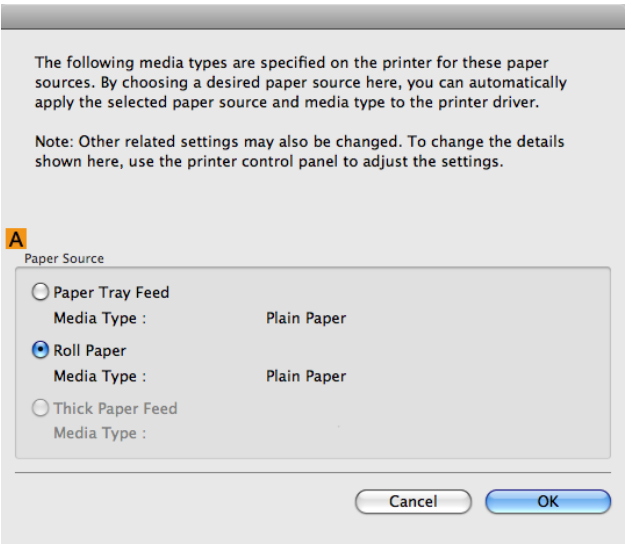 The following media types are specified on the printer for these paper
sources. By choosing a desired paper source here, you can automatically
apply the selected paper source and media type to the printer driver.
Note: Other related settings may also be changed. To change the details
shown here, use the printer control panel to adjust the settings.
A
Paper Source
Paper Tray Feed
Media Type : Plain Paper
Roll Paper
Media Type : Plain Paper
Thick Paper Feed
Media Type :
Cancel OK